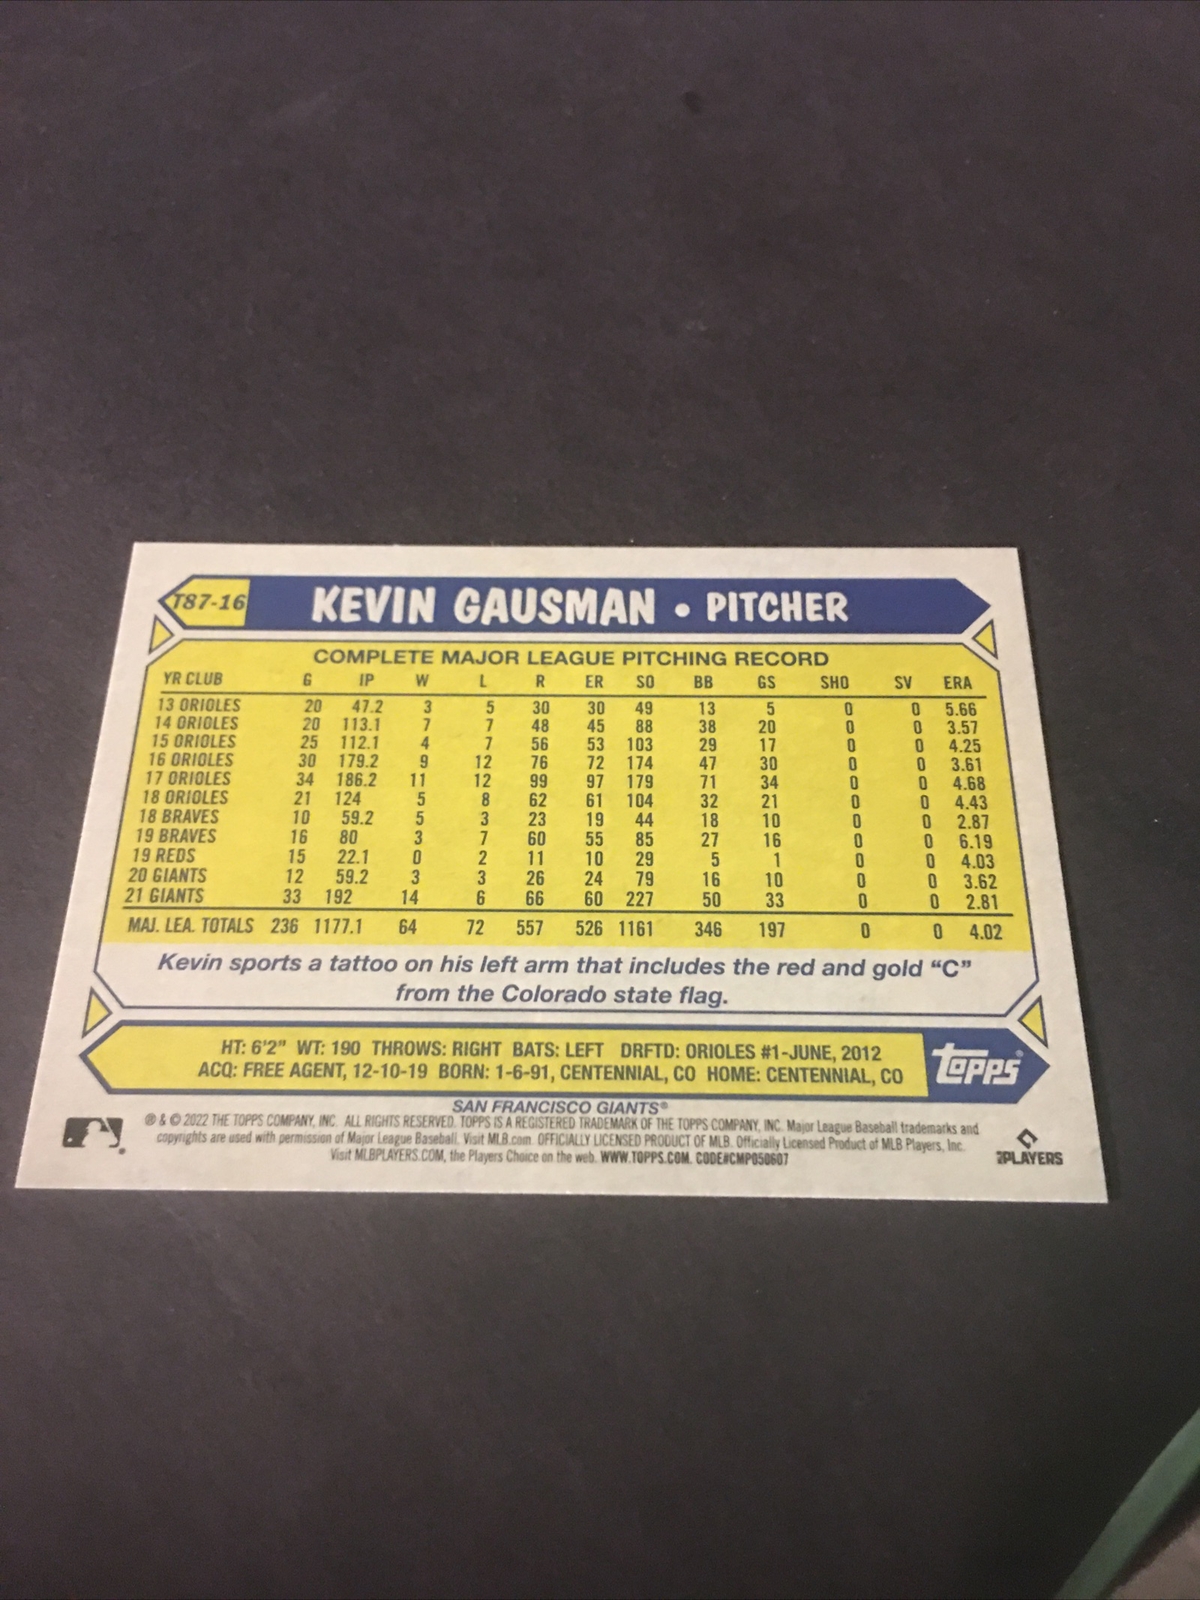 T87-16
KEVIN GAUSMAN • PITCHER
COMPLETE MAJOR LEAGUE PITCHING RECORD
YR CLUB G IP W L R ER SO BB GS SHO SV ERA
13 ORIOLES 20 47.2 3 5 30 30 49 13 5 0 0 5.66
14 ORIOLES 20 113.1 7 7 48 45 88 38 20 0 0 3.57
15 ORIOLES 25 112.1 4 7 56 53 103 29 17 0 0 4.25
16 ORIOLES 30 179.2 9 12 76 72 174 47 30 0 0 3.61
17 ORIOLES 34 186.2 11 12 99 97 179 71 34 0 0 4.68
18 ORIOLES 21 124 5 8 62 61 104 32 21 0 0 4.43
18 BRAVES 10 59.2 5 3 23 19 44 18 10 0 0 2.87
19 BRAVES 16 80 3 7 60 55 85 27 16 0 0 6.19
19 REDS 15 22.1 0 2 11 10 29 5 1 0 0 4.03
20 GIANTS 12 59.2 3 3 26 24 79 16 10 0 0 3.62
21 GIANTS 33 192 14 6 66 60 227 50 33 0 0 2.81
MAJ. LEA. TOTALS 236 1177.1 64 72 557 526 1161 346 197 0 0 4.02
Kevin sports a tattoo on his left arm that includes the red and gold “C”
from the Colorado state flag.
HT: 6'2" WT: 190 THROWS: RIGHT BATS: LEFT DRFTD: ORIOLES #1-JUNE, 2012
ACQ: FREE AGENT, 12-10-19 BORN: 1-6-91, CENTENNIAL, CO HOME: CENTENNIAL, CO
topps®
SAN FRANCISCO GIANTS®
® & © 2022 THE TOPPS COMPANY, INC. ALL RIGHTS RESERVED. TOPPS IS A REGISTERED TRADEMARK OF THE TOPPS COMPANY, INC. Major League Baseball trademarks and
copyrights are used with permission of Major League Baseball. Visit MLB.com. OFFICIALLY LICENSED PRODUCT OF MLB. Officially Licensed Product of MLB Players, Inc.
Visit MLBPLAYERS.COM, the Players Choice on the web. WWW.TOPPS.COM. CODE#CMP050607
PLAYERS